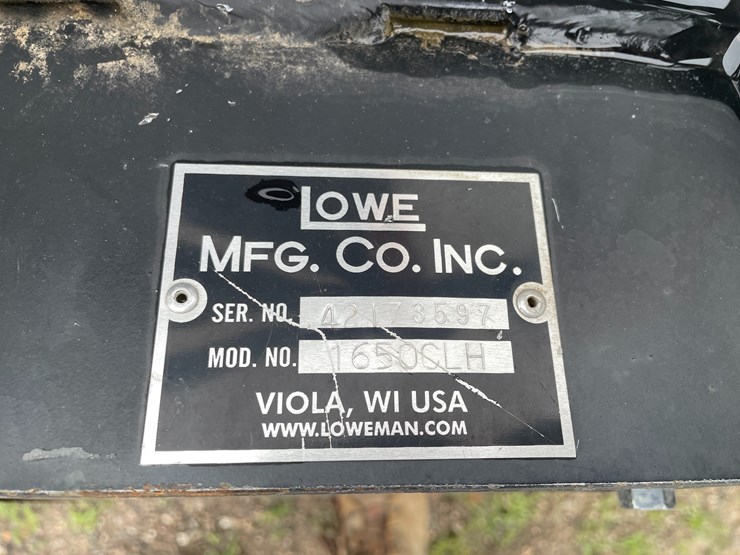 LOWE
MFG. CO. INC.
SER. NO. 42173597
MOD. NO. 1650CLH
VIOLA, WI USA
WWW.LOWEMAN.COM